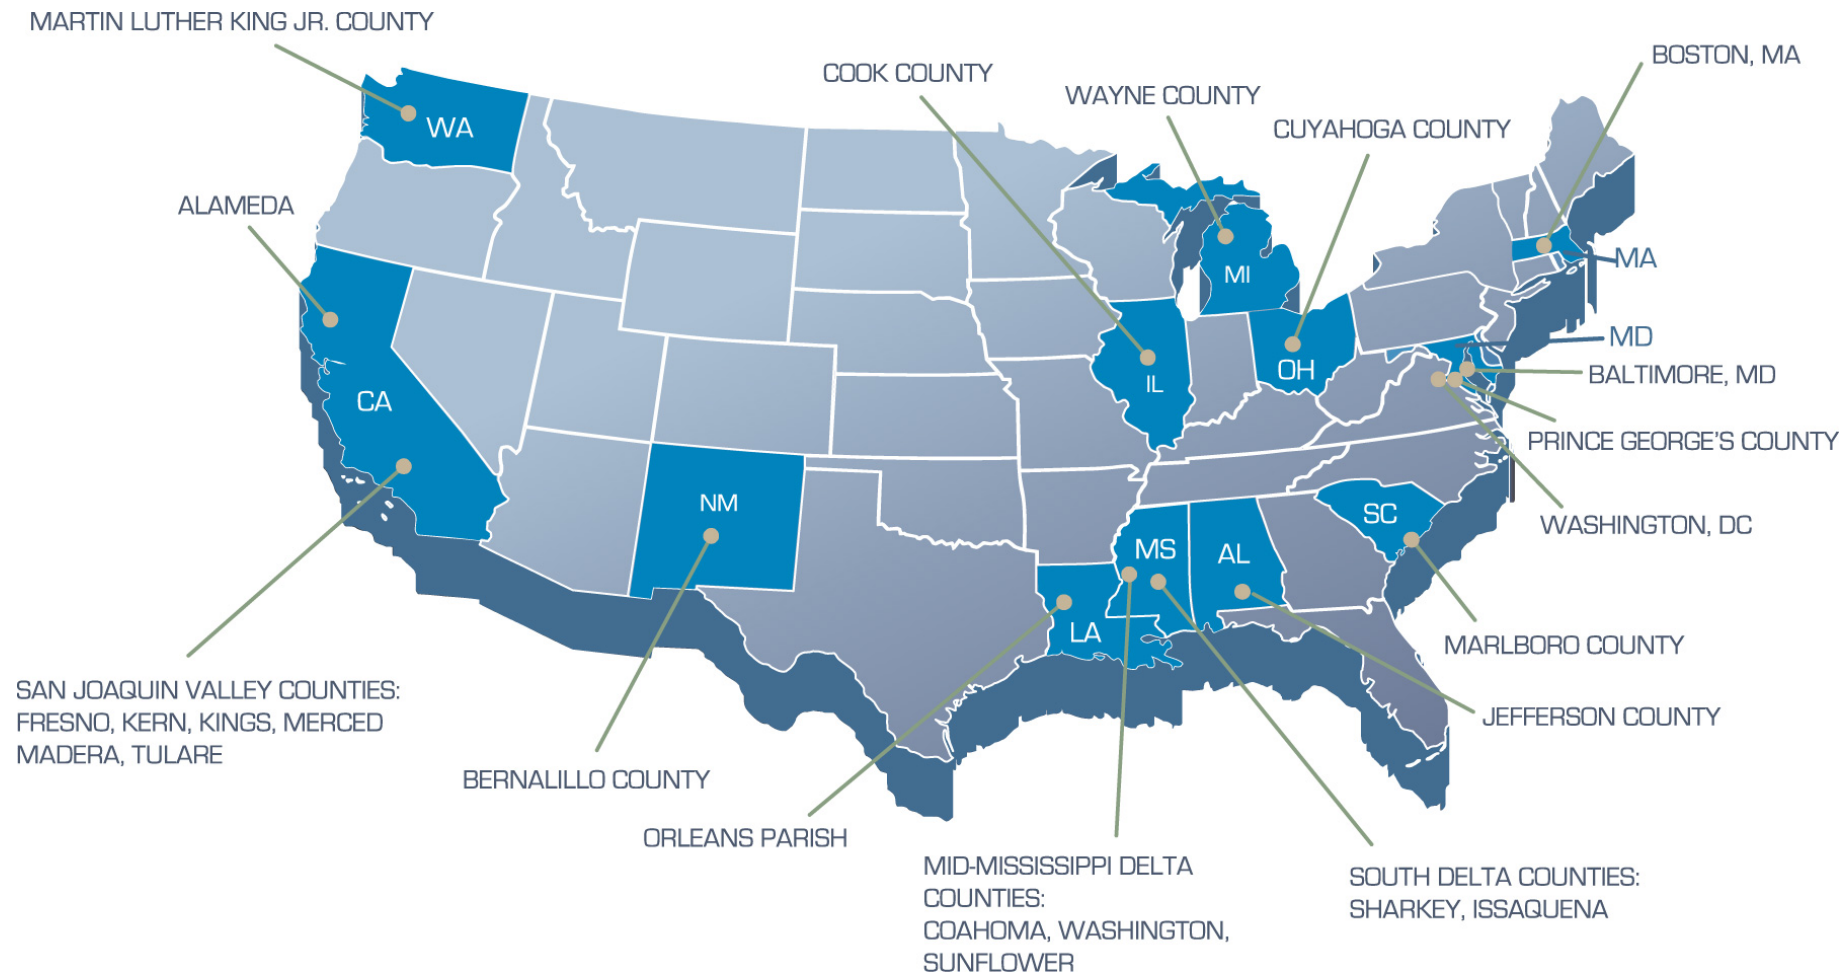 MARTIN LUTHER KING JR. COUNTY
BOSTON, MA
COOK COUNTY
WAYNE COUNTY
CUYAHOGA COUNTY
WA
ALAMEDA
MA
MI
MD
OH
BALTIMORE, MD
IL
CA
PRINCE GEORGE'S COUNTY
NM
SC
WASHINGTON, DC
MS
AL
LA
MARLBORO COUNTY
SAN JOAQUIN VALLEY COUNTIES:
FRESNO, KERN, KINGS, MERCED
MADERA, TULARE
JEFFERSON COUNTY
BERNALILLO COUNTY
ORLEANS PARISH
MID-MISSISSIPPI DELTA
COUNTIES:
COAHOMA, WASHINGTON,
SUNFLOWER
SOUTH DELTA COUNTIES:
SHARKEY, ISSAQUENA